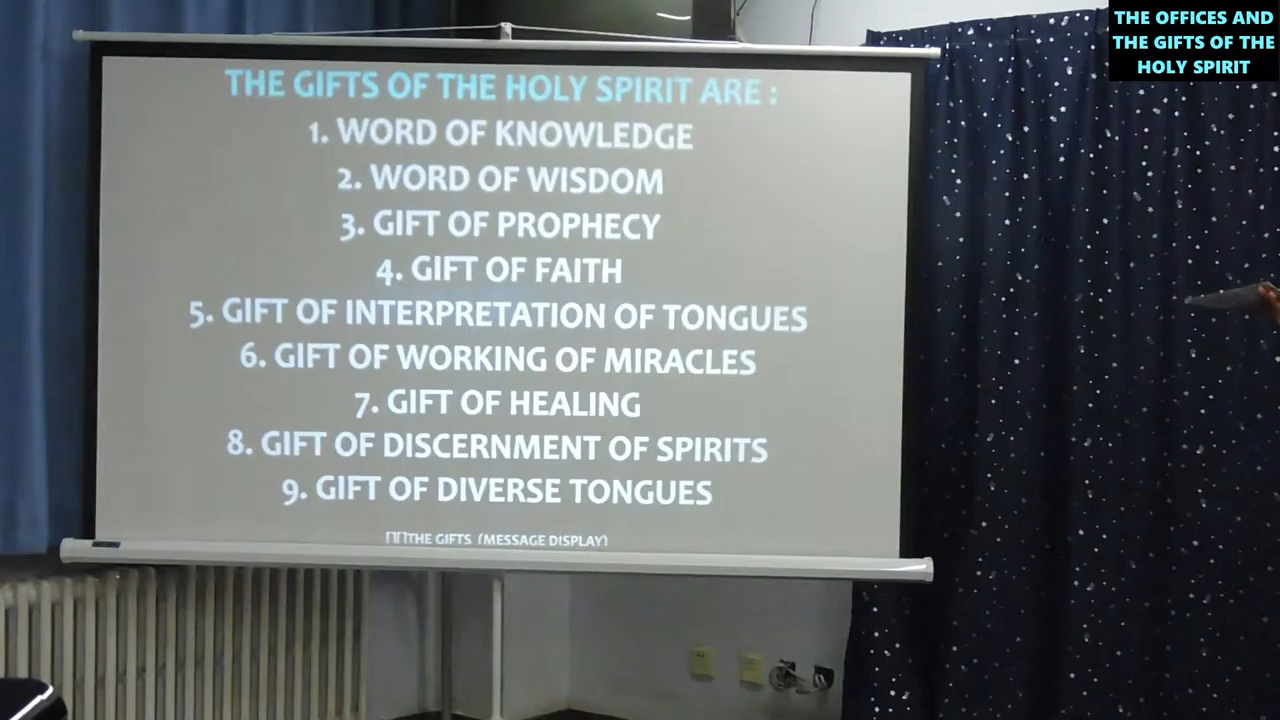 THE OFFICES AND
THE GIFTS OF THE
HOLY SPIRIT
THE GIFTS OF THE HOLY SPIRIT ARE :
1. WORD OF KNOWLEDGE
2. WORD OF WISDOM
3. GIFT OF PROPHECY
4. GIFT OF FAITH
5. GIFT OF INTERPRETATION OF TONGUES
6. GIFT OF WORKING OF MIRACLES
7. GIFT OF HEALING
8. GIFT OF DISCERNMENT OF SPIRITS
9. GIFT OF DIVERSE TONGUES
THE GIFTS (MESSAGE DISPLAY)